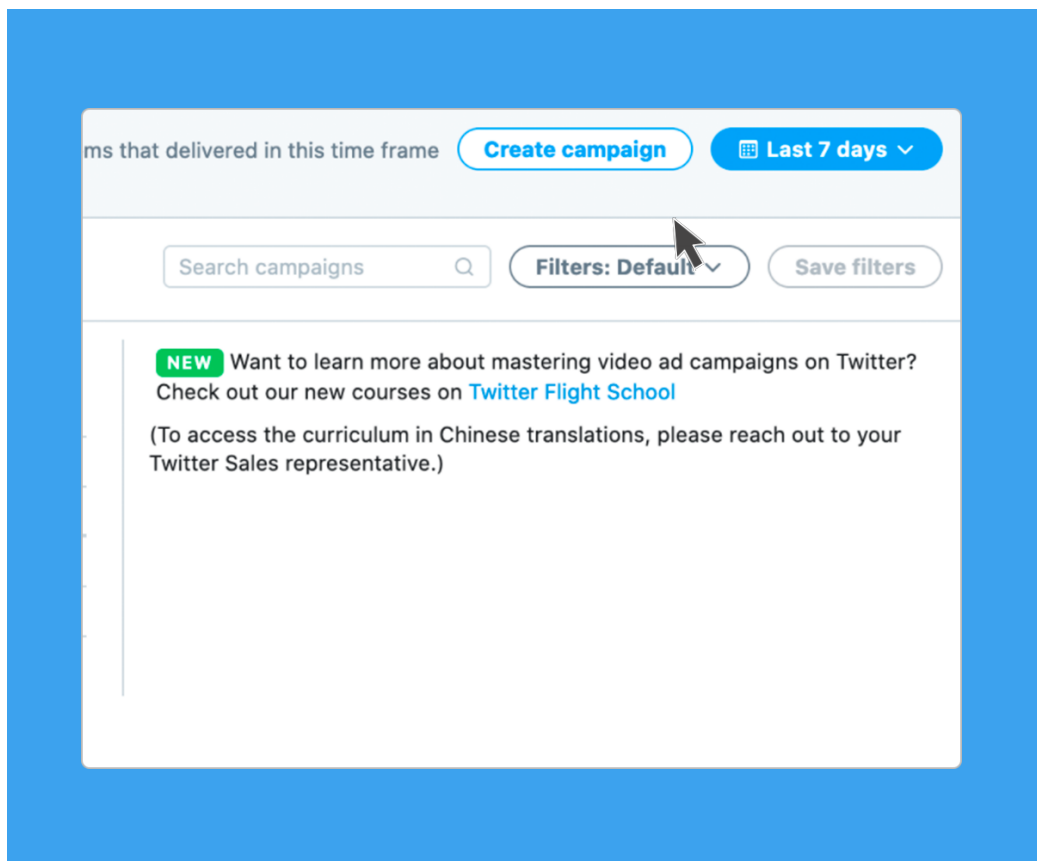 ms that delivered in this time frame Create campaign Last 7 days
Search campaigns Filters: Default Save filters
NEW Want to learn more about mastering video ad campaigns on Twitter?
Check out our new courses on Twitter Flight School
(To access the curriculum in Chinese translations, please reach out to your
Twitter Sales representative.)